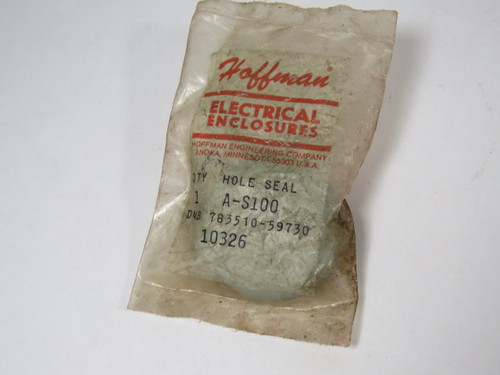 Hoffman
ELECTRICAL
ENCLOSURES
HOFFMAN ENGINEERING COMPANY
ANOKA, MINNESOTA 55303 U.S.A.
QTY HOLE SEAL
1 A-S100
DNB 783510-59730
10326